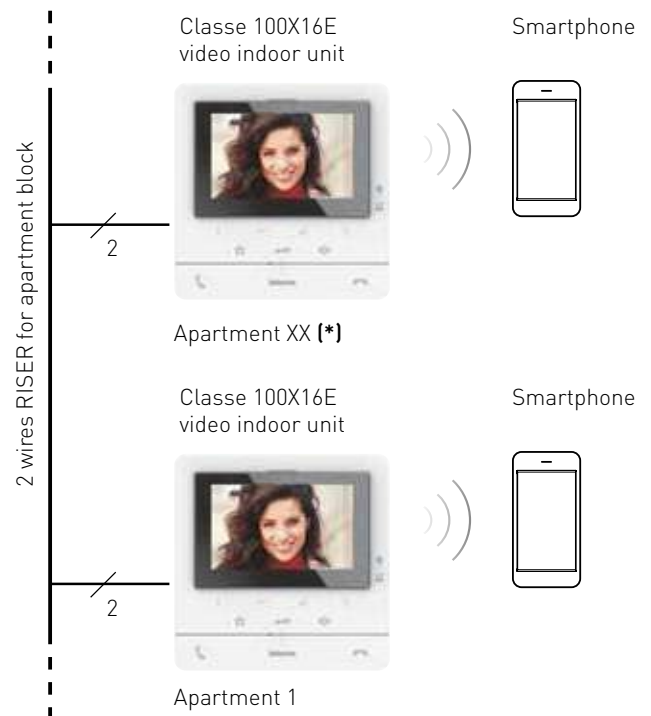 Classe 100X16E
video indoor unit
Smartphone
2 wires RISER for apartment block
2
Apartment XX (*)
Classe 100X16E
video indoor unit
Smartphone
2
Apartment 1